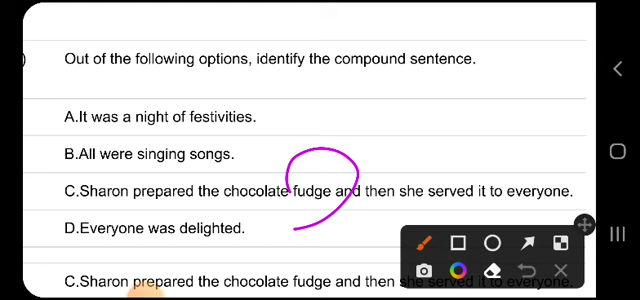 )
Out of the following options, identify the compound sentence.
A.It was a night of festivities.
B.All were singing songs.
C.Sharon prepared the chocolate fudge and then she served it to everyone.
D.Everyone was delighted.
C.Sharon prepared the chocolate fudge and then she served it to everyone.